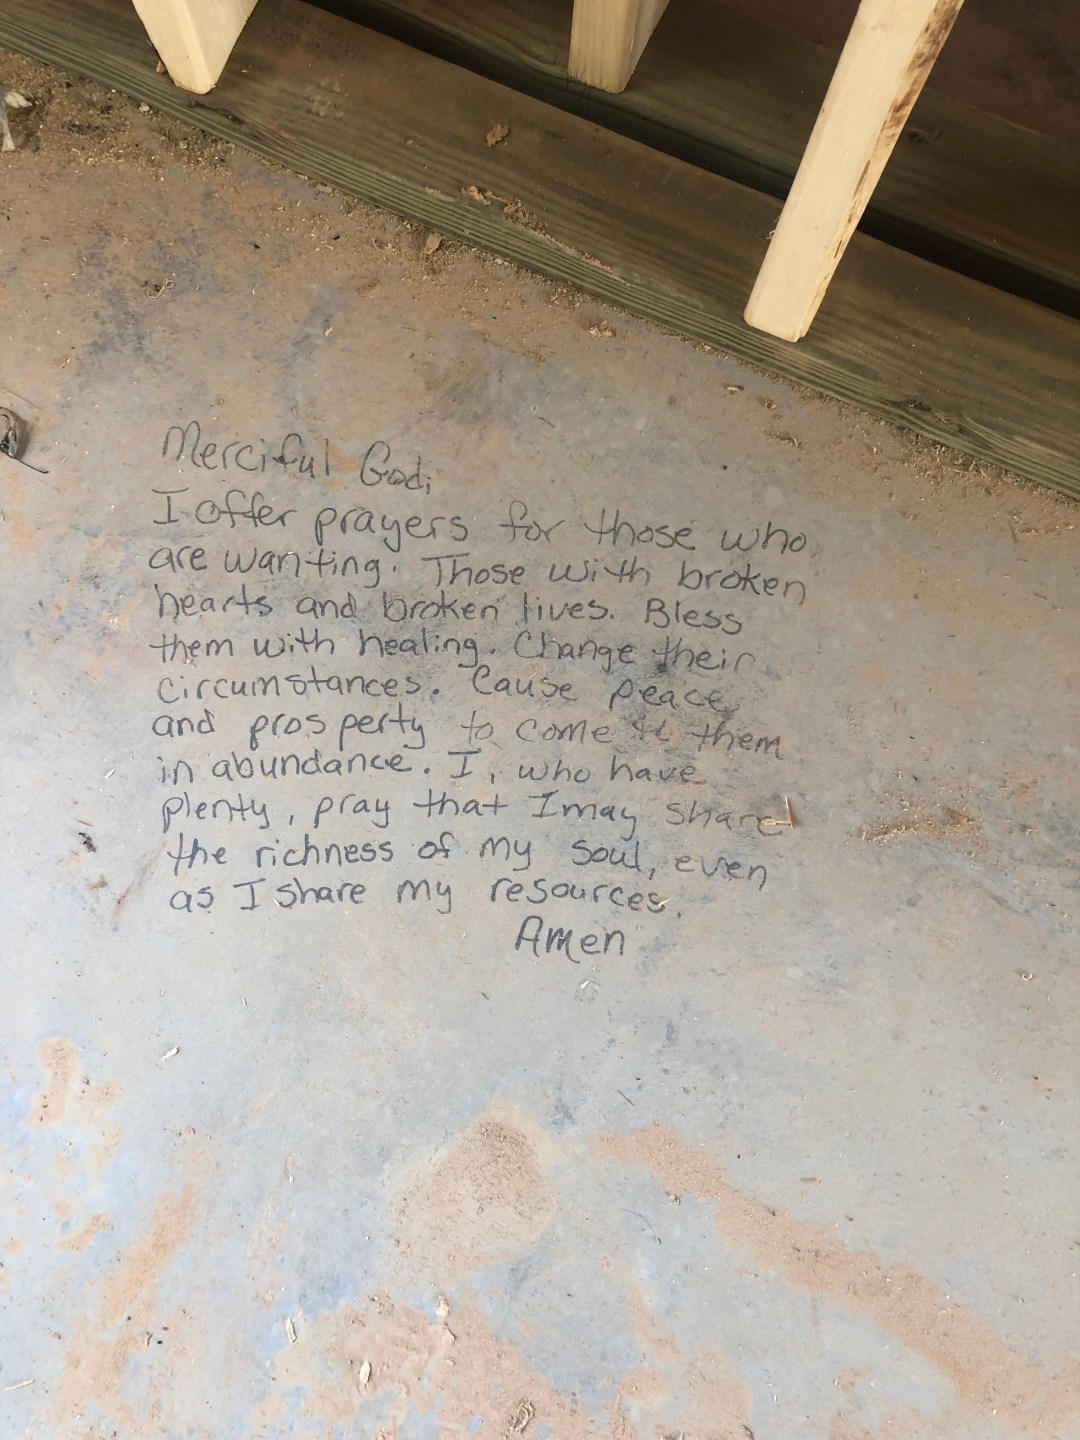 Merciful God,
I offer prayers for those who
are wanting. Those with broken
hearts and broken lives. Bless
them with healing. Change their
circumstances. Cause peace
and prosperty to come to them
in abundance. I, who have
plenty, pray that I may share
the richness of my soul, even
as I share my resources.
Amen